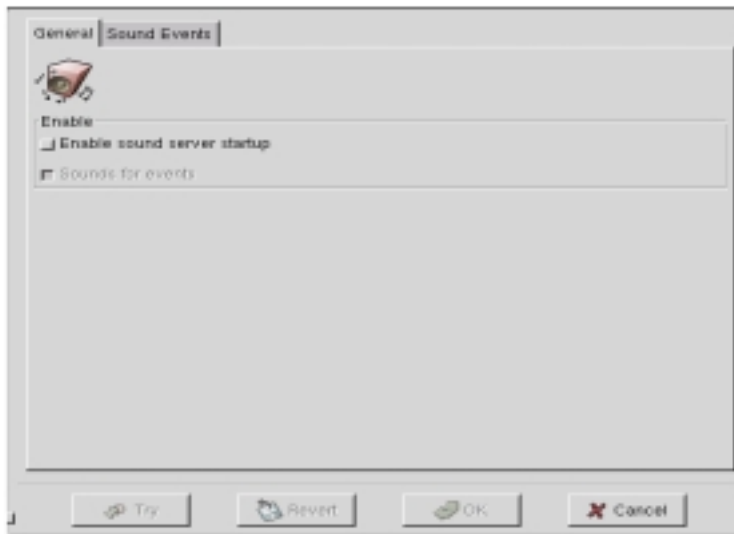 General Sound Events
Enable
Enable sound server startup
Sounds for events
Try Revert OK Cancel